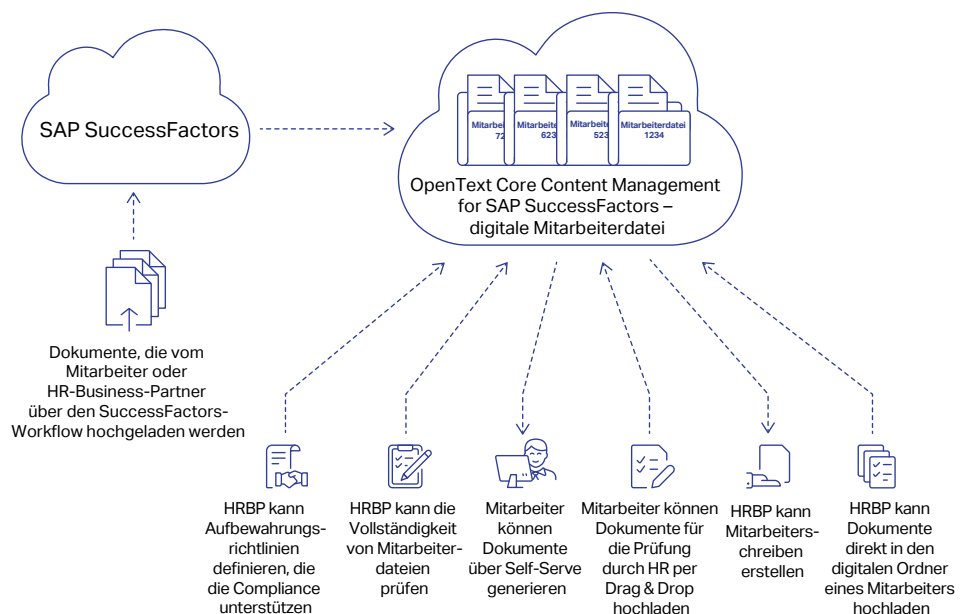 SAP SuccessFactors
Mitarbeite
72
Mitarbeite
623
Mitarbeite
523
Mitarbeiterdatei
1234
OpenText Core Content Management
for SAP SuccessFactors –
digitale Mitarbeiterdatei
Dokumente, die vom
Mitarbeiter oder
HR-Business-Partner
über den SuccessFactors-
Workflow hochgeladen werden
HRBP kann
Aufbewahrungs-
richtlinien
definieren, die
die Compliance
unterstützen
HRBP kann die
Vollständigkeit
von Mitarbeiter-
dateien
prüfen
Mitarbeiter
können
Dokumente
über Self-Serve
generieren
Mitarbeiter können
Dokumente für
die Prüfung
durch HR per
Drag & Drop
hochladen
HRBP kann
Mitarbeiters-
schreiben
erstellen
HRBP kann
Dokumente
direkt in den
digitalen Ordner
eines Mitarbeiters
hochladen